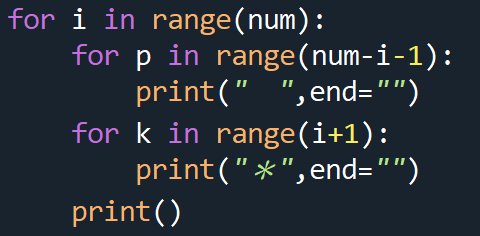 for i in range(num):
    for p in range(num-i-1):
        print("  ",end="")
    for k in range(i+1):
        print("＊",end="")
    print()